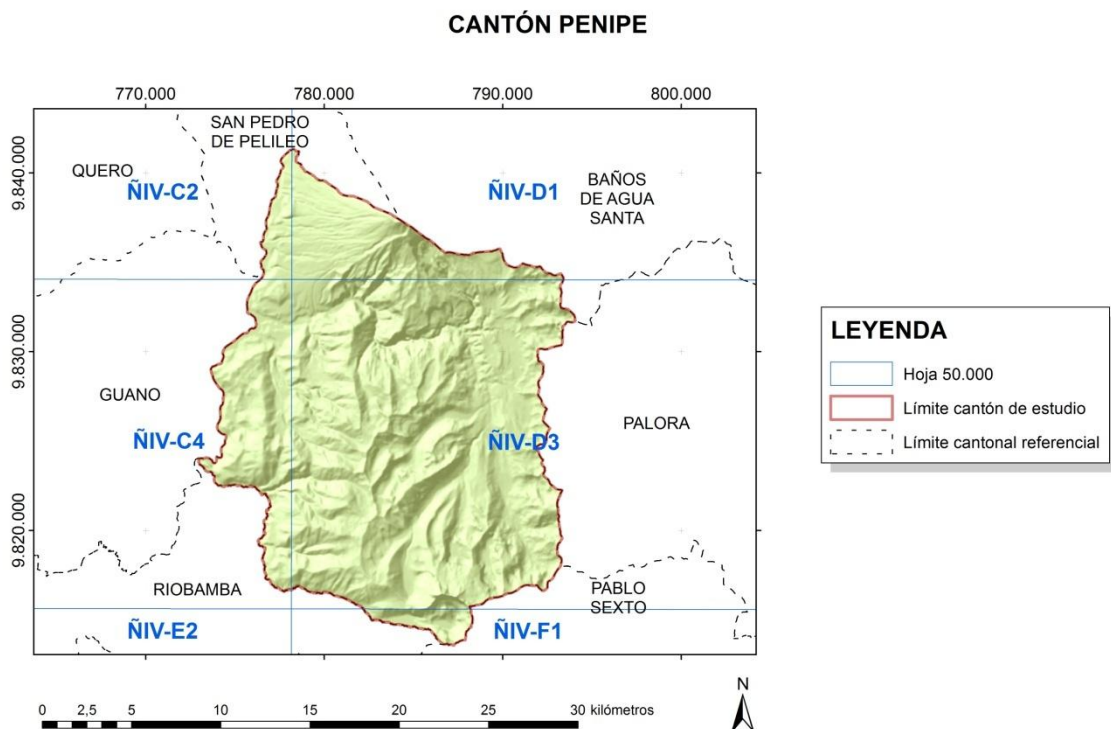 CANTÓN PENIPE
770.000
780.000
790.000
800.000
9.840.000
9.830.000
9.820.000
SAN PEDRO
DE PELILEO
QUERO
ÑIV-C2
ÑIV-D1
BAÑOS
DE AGUA
SANTA
GUANO
ÑIV-C4
ÑIV-D3
PALORA
RIOBAMBA
PABLO
SEXTO
ÑIV-E2
ÑIV-F1
LEYENDA
Hoja 50.000
Límite cantón de estudio
Límite cantonal referencial
0 2,5 5 10 15 20 25 30 kilómetros
N